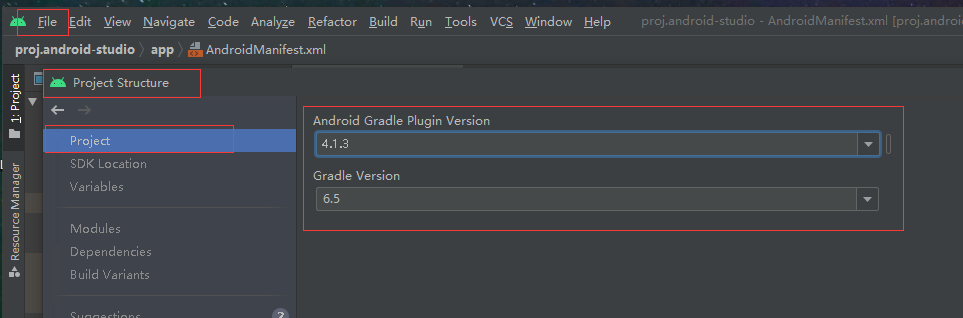 File Edit View Navigate Code Analyze Refactor Build Run Tools VCS Window Help proj.android-studio - AndroidManifest.xml [proj.andro
proj.android-studio 〉 app 〉 AndroidManifest.xml
1: Project
Resource Manager
Project Structure
Project
SDK Location
Variables
Modules
Dependencies
Build Variants
Suggestions 2
Android Gradle Plugin Version
4.1.3
Gradle Version
6.5